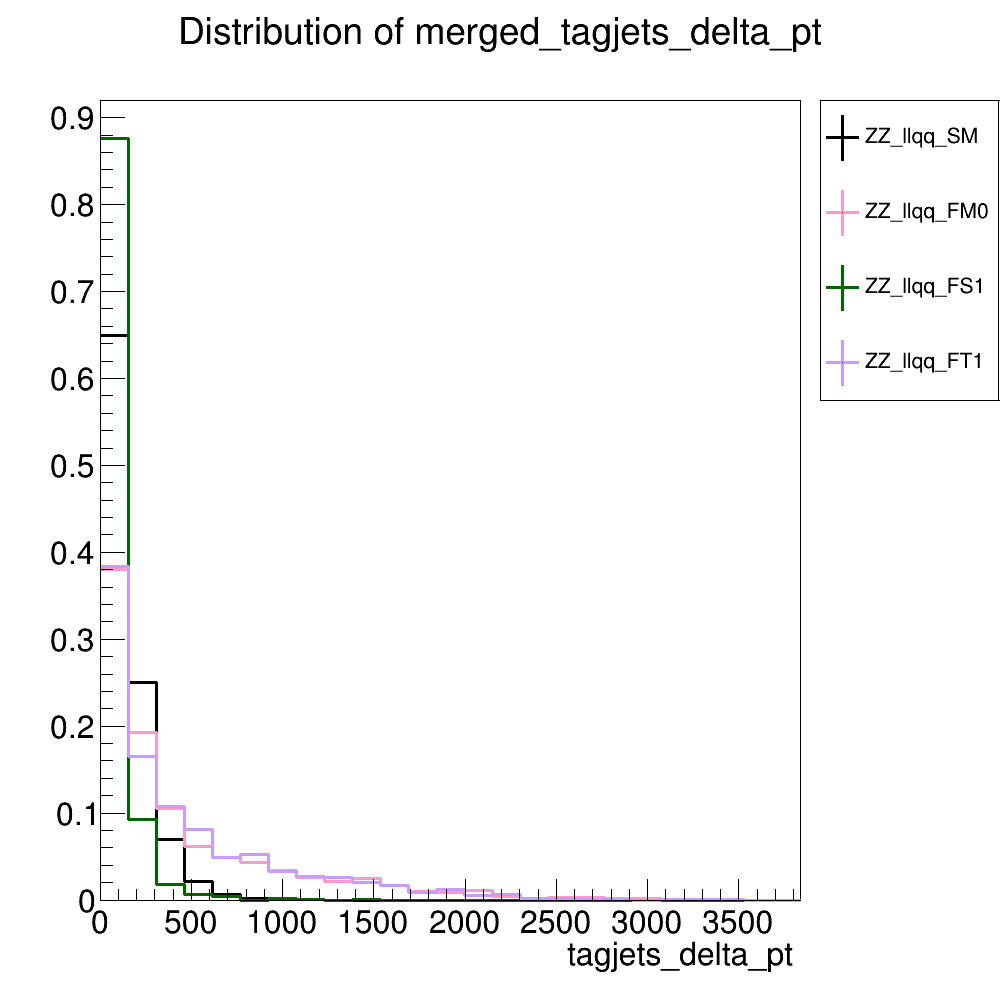 Distribution of merged_tagjets_delta_pt
0.9
0.8
0.7
0.6
0.5
0.4
0.3
0.2
0.1
0
0 500 1000 1500 2000 2500 3000 3500
tagjets_delta_pt
ZZ_llqq_SM
ZZ_llqq_FM0
ZZ_llqq_FS1
ZZ_llqq_FT1